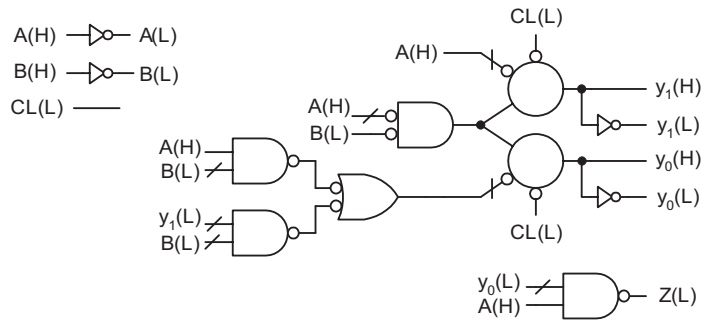 A(H) A(L)
B(H) B(L)
CL(L)
CL(L)
A(H)
y₁(H)
A(H)
B(L)
y₁(L)
A(H)
B(L)
y₀(H)
y₁(L)
B(L)
y₀(L)
CL(L)
y₀(L)
A(H)
Z(L)